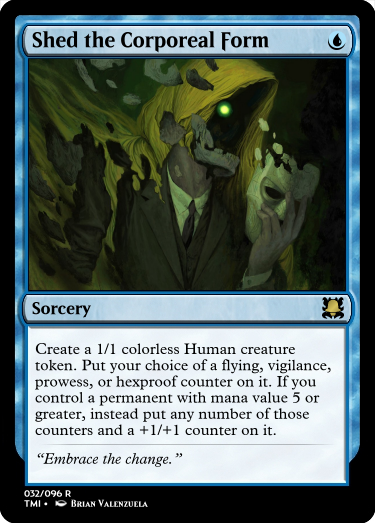 Shed the Corporeal Form
Sorcery
Create a 1/1 colorless Human creature
token. Put your choice of a flying, vigilance,
prowess, or hexproof counter on it. If you
control a permanent with mana value 5 or
greater, instead put any number of those
counters and a +1/+1 counter on it.
“Embrace the change.”
032/096 R
TMI • Brian Valenzuela